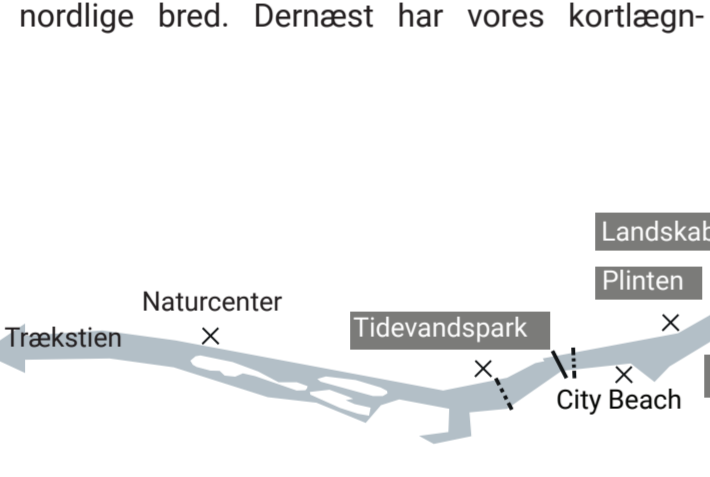 nordlige bred. Dernæst har vores kortlægn-
Landskab
Plinten
Naturcenter
Tidevandspark
Trækstien
City Beach